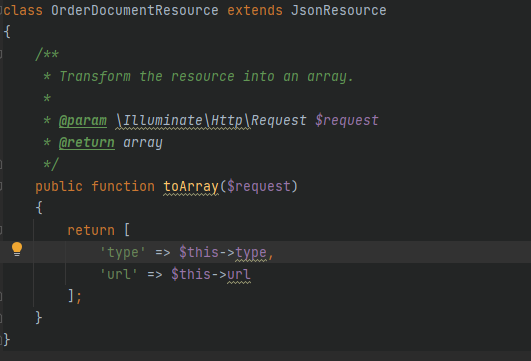 class OrderDocumentResource extends JsonResource
{
    /**
     * Transform the resource into an array.
     *
     * @param \Illuminate\Http\Request $request
     * @return array
     */
    public function toArray($request)
    {
        return [
            'type' => $this->type,
            'url' => $this->url
        ];
    }
}